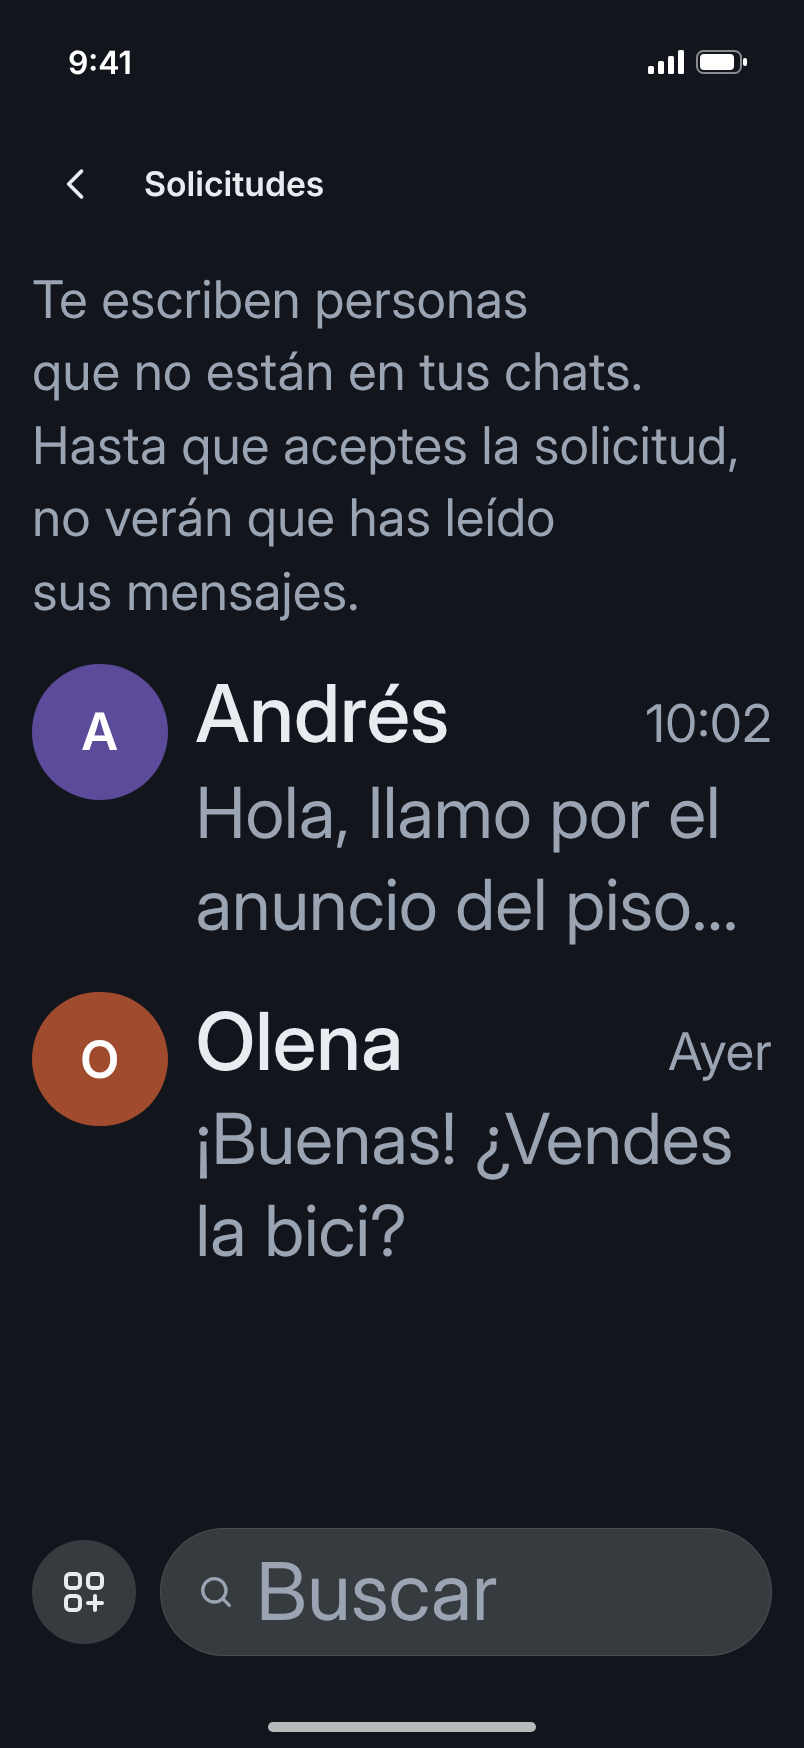 9:41
Solicitudes
Te escriben personas
que no están en tus chats.
Hasta que aceptes la solicitud,
no verán que has leído
sus mensajes.
A
Andrés
10:02
Hola, llamo por el
anuncio del piso...
O
Olena
Ayer
¡Buenas! ¿Vendes
la bici?
Buscar